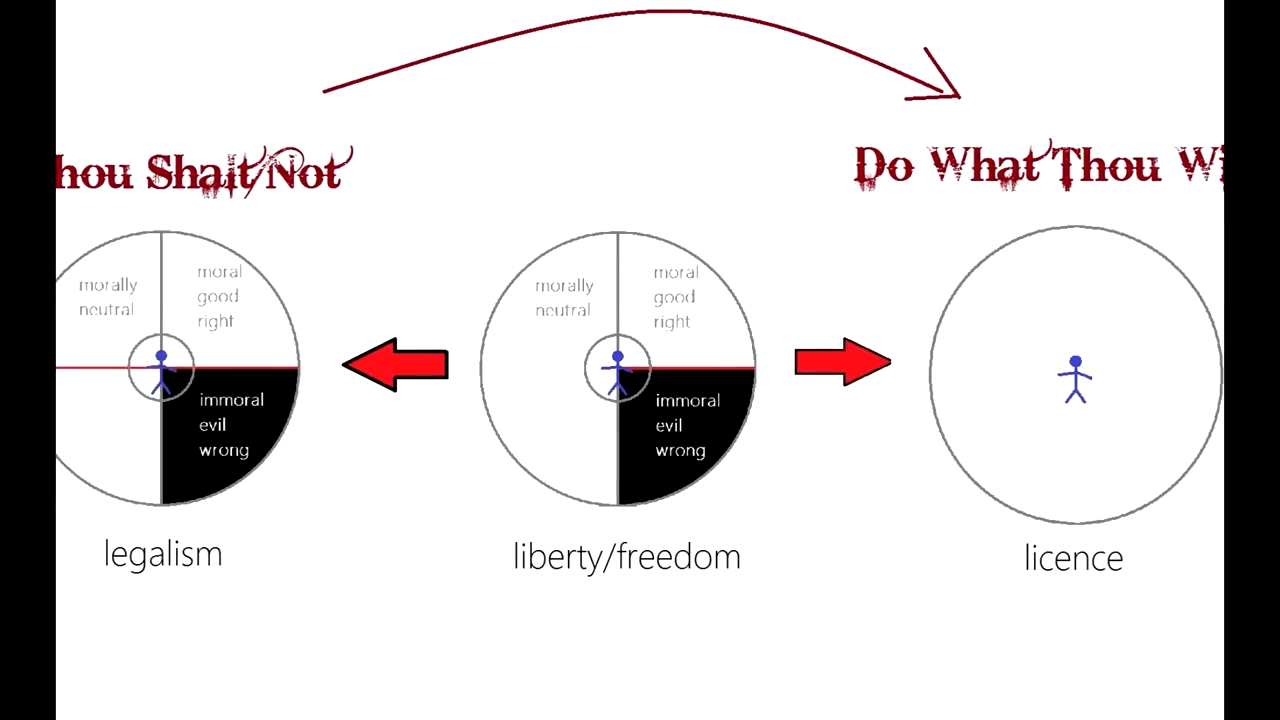 hou Shalt Not
Do What Thou Wi
morally
neutral
moral
good
right
immoral
evil
wrong
morally
neutral
moral
good
right
immoral
evil
wrong
legalism
liberty/freedom
licence